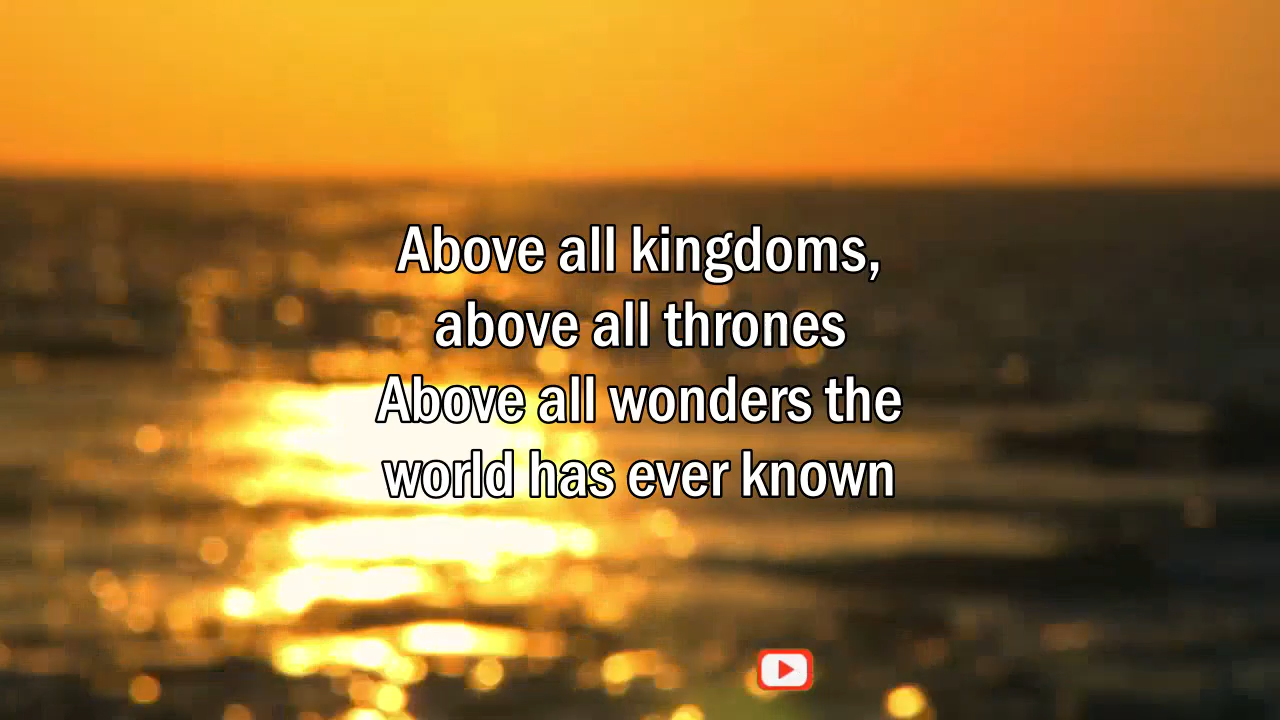 Above all kingdoms,
above all thrones
Above all wonders the
world has ever known